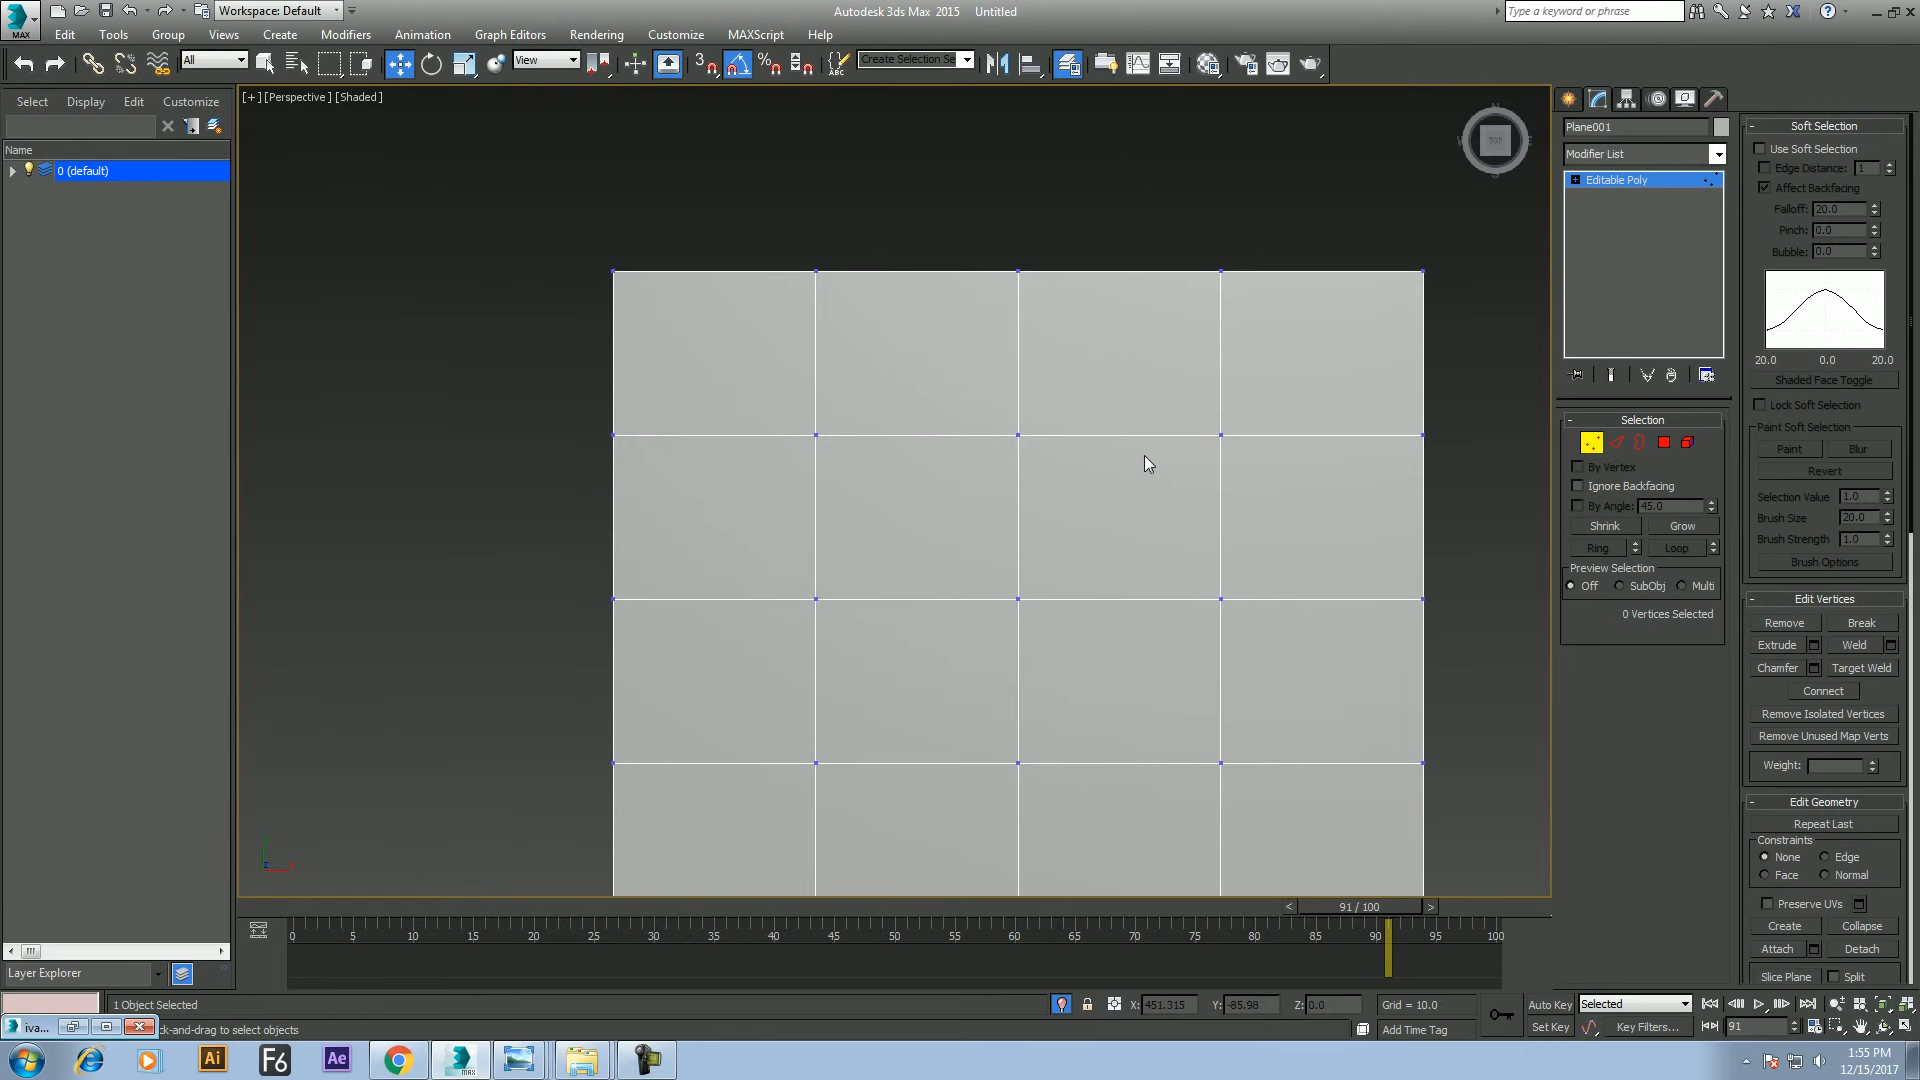 Workspace: Default
Autodesk 3ds Max 2015 Untitled
Type a keyword or phrase
MAX
Edit Tools Group Views Create Modifiers Animation Graph Editors Rendering Customize MAXScript Help
All
View
3
Create Selection Se
Select Display Edit Customize
Name
0 (default)
[+] [Perspective] [Shaded]
TOP
Plane001
Modifier List
Editable Poly
Selection
By Vertex
Ignore Backfacing
By Angle: 45.0
Shrink Grow
Ring Loop
Preview Selection
Off SubObj Multi
0 Vertices Selected
Soft Selection
Use Soft Selection
Edge Distance: 1
Affect Backfacing
Falloff: 20.0
Pinch: 0.0
Bubble: 0.0
20.0 0.0 20.0
Shaded Face Toggle
Lock Soft Selection
Paint Soft Selection
Paint Blur
Revert
Selection Value 1.0
Brush Size 20.0
Brush Strength 1.0
Brush Options
Edit Vertices
Remove Break
Extrude Weld
Chamfer Target Weld
Connect
Remove Isolated Vertices
Remove Unused Map Verts
Weight:
Edit Geometry
Repeat Last
Constraints
None Edge
Face Normal
Preserve UVs
Create Collapse
Attach Detach
Slice Plane Split
91 / 100
0 5 10 15 20 25 30 35 40 45 50 55 60 65 70 75 80 85 90 95 100
Layer Explorer
1 Object Selected
X: 451.315 Y: -85.98 Z: 0.0 Grid = 10.0
Auto Key Selected
iva...
ck-and-drag to select objects
Add Time Tag
Set Key Key Filters... 91
Ai F6 Ae MAX
1:55 PM
12/15/2017